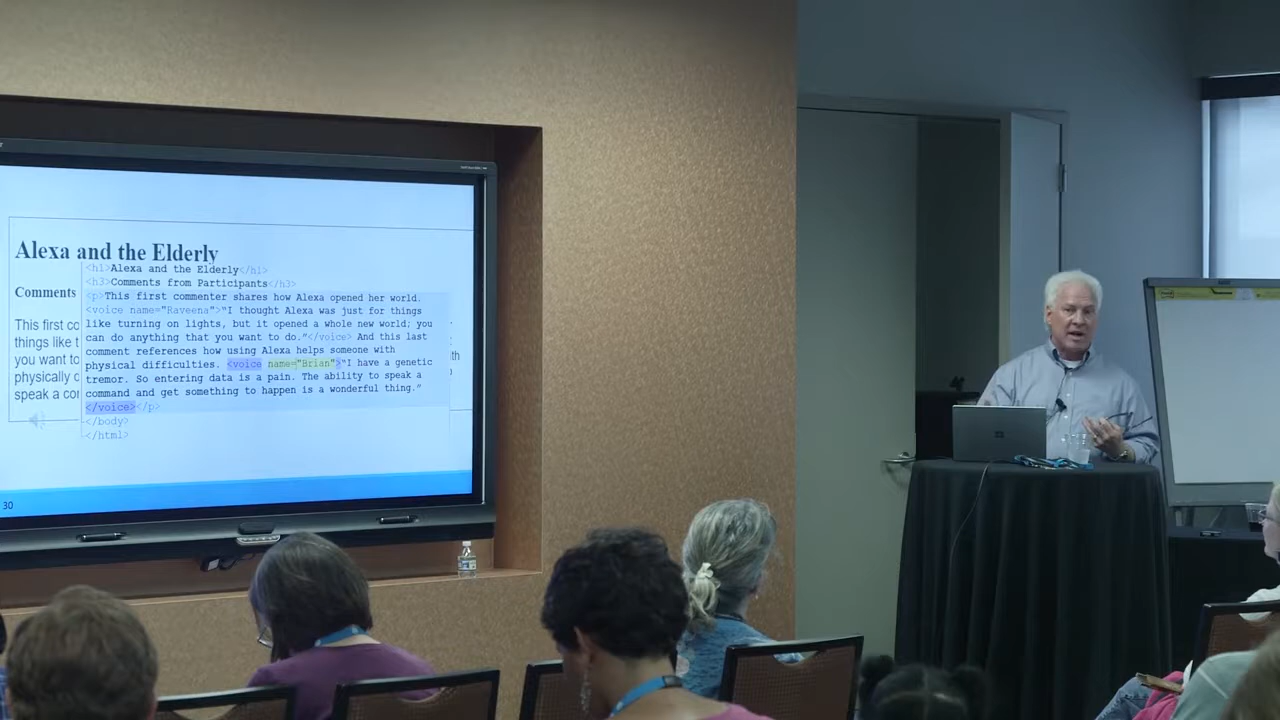 Alexa and the Elderly
<h1>Alexa and the Elderly</h1>
Comments
<h3>Comments from Participants</h3>
<p>This first commenter shares how Alexa opened her world.
<voice name="Raveena">“I thought Alexa was just for things
like turning on lights, but it opened a whole new world; you
can do anything that you want to do.”</voice> And this last
comment references how using Alexa helps someone with
physical difficulties. <voice name="Brian">“I have a genetic
tremor. So entering data is a pain. The ability to speak a
command and get something to happen is a wonderful thing.”
</voice></p>
</body>
</html>
This first co
things like t
you want to
physically c
speak a cor
30